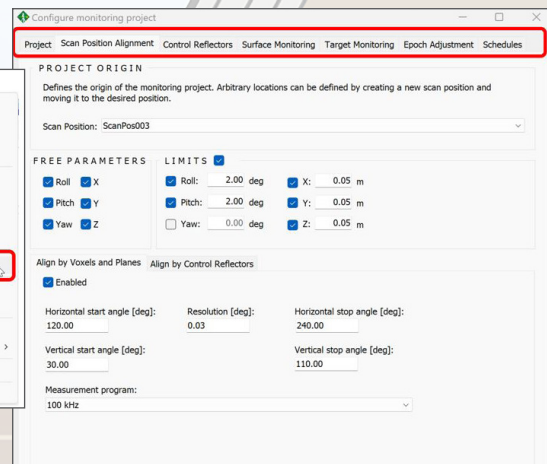 Configure monitoring project
Project Scan Position Alignment Control Reflectors Surface Monitoring Target Monitoring Epoch Adjustment Schedules
PROJECT ORIGIN
Defines the origin of the monitoring project. Arbitrary locations can be defined by creating a new scan position and
moving it to the desired position.
Scan Position: ScanPos003
FREE PARAMETERS LIMITS
Roll X Roll: 2.00 deg X: 0.05 m
Pitch Y Pitch: 2.00 deg Y: 0.05 m
Yaw Z Yaw: 0.00 deg Z: 0.05 m
Align by Voxels and Planes Align by Control Reflectors
Enabled
Horizontal start angle [deg]: Resolution [deg]: Horizontal stop angle [deg]:
120.00 0.03 240.00
Vertical start angle [deg]: Vertical stop angle [deg]:
30.00 110.00
Measurement program:
100 kHz